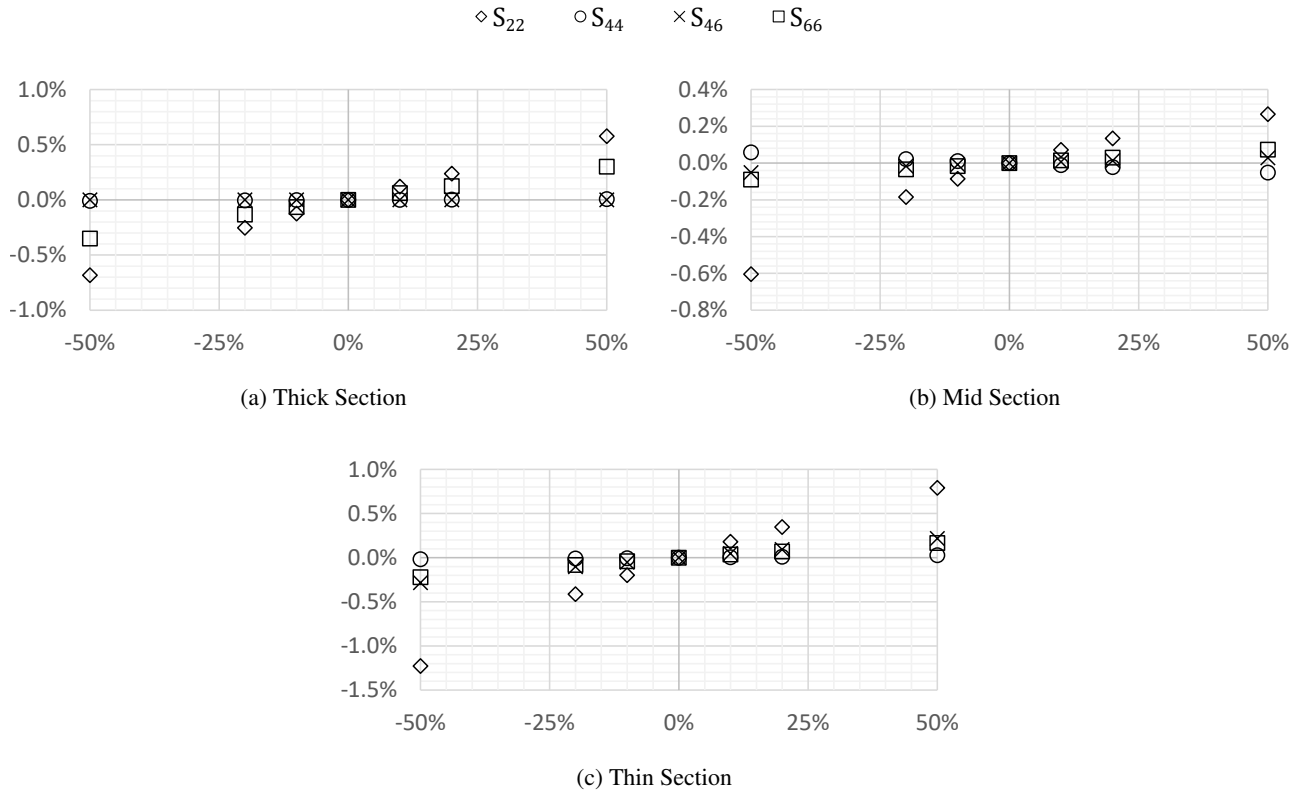 S22 S44 S46 S66
1.0%
0.5%
0.0%
-0.5%
-1.0%
-50% -25% 0% 25% 50%
(a) Thick Section
0.4%
0.2%
0.0%
-0.2%
-0.4%
-0.6%
-0.8%
-50% -25% 0% 25% 50%
(b) Mid Section
1.0%
0.5%
0.0%
-0.5%
-1.0%
-1.5%
-50% -25% 0% 25% 50%
(c) Thin Section